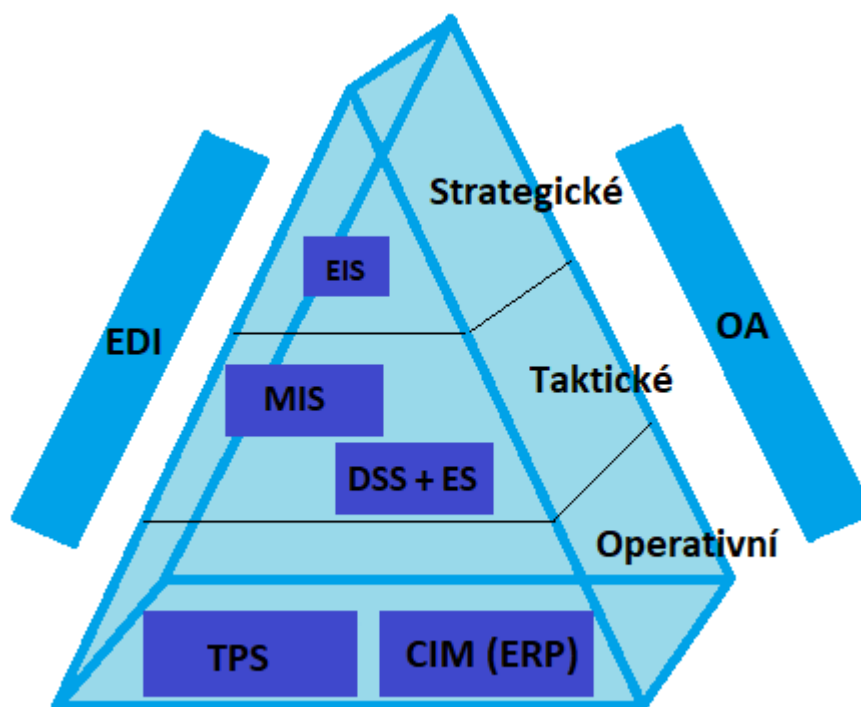 Strategické
EIS
EDI
OA
Taktické
MIS
DSS + ES
Operativní
TPS
CIM (ERP)